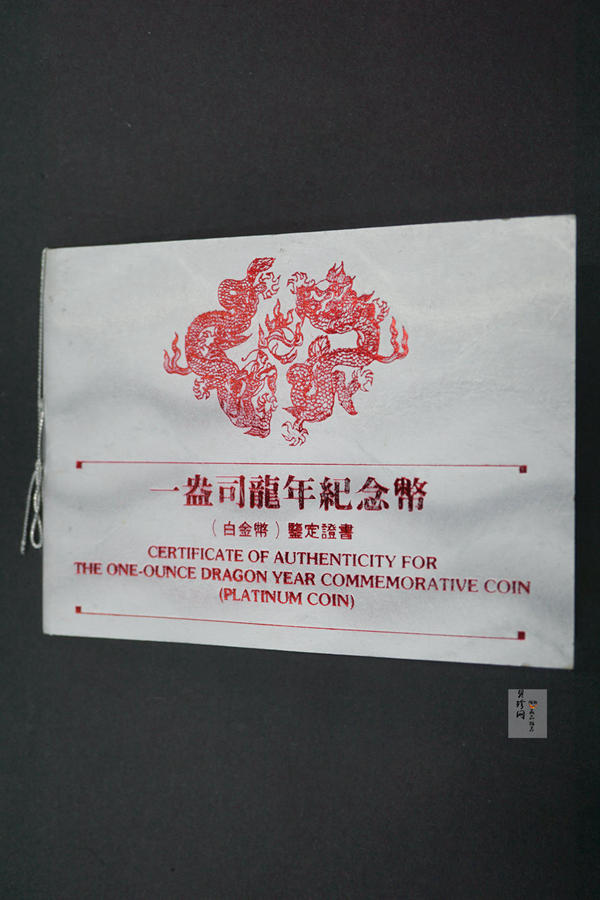 一盎司龍年紀念幣
（白金幣）鑒定證書
CERTIFICATE OF AUTHENTICITY FOR
THE ONE-OUNCE DRAGON YEAR COMMEMORATIVE COIN
(PLATINUM COIN)